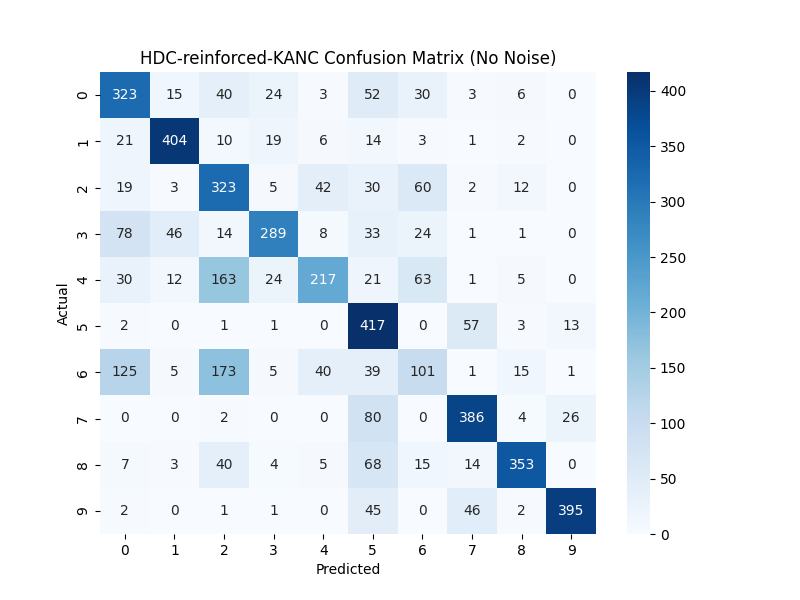 HDC-reinforced-KANC Confusion Matrix (No Noise)
0 323 15 40 24 3 52 30 3 6 0
1 21 404 10 19 6 14 3 1 2 0
2 19 3 323 5 42 30 60 2 12 0
3 78 46 14 289 8 33 24 1 1 0
4 30 12 163 24 217 21 63 1 5 0
5 2 0 1 1 0 417 0 57 3 13
6 125 5 173 5 40 39 101 1 15 1
7 0 0 2 0 0 80 0 386 4 26
8 7 3 40 4 5 68 15 14 353 0
9 2 0 1 1 0 45 0 46 2 395
0 1 2 3 4 5 6 7 8 9
Predicted
Actual
400
350
300
250
200
150
100
50
0